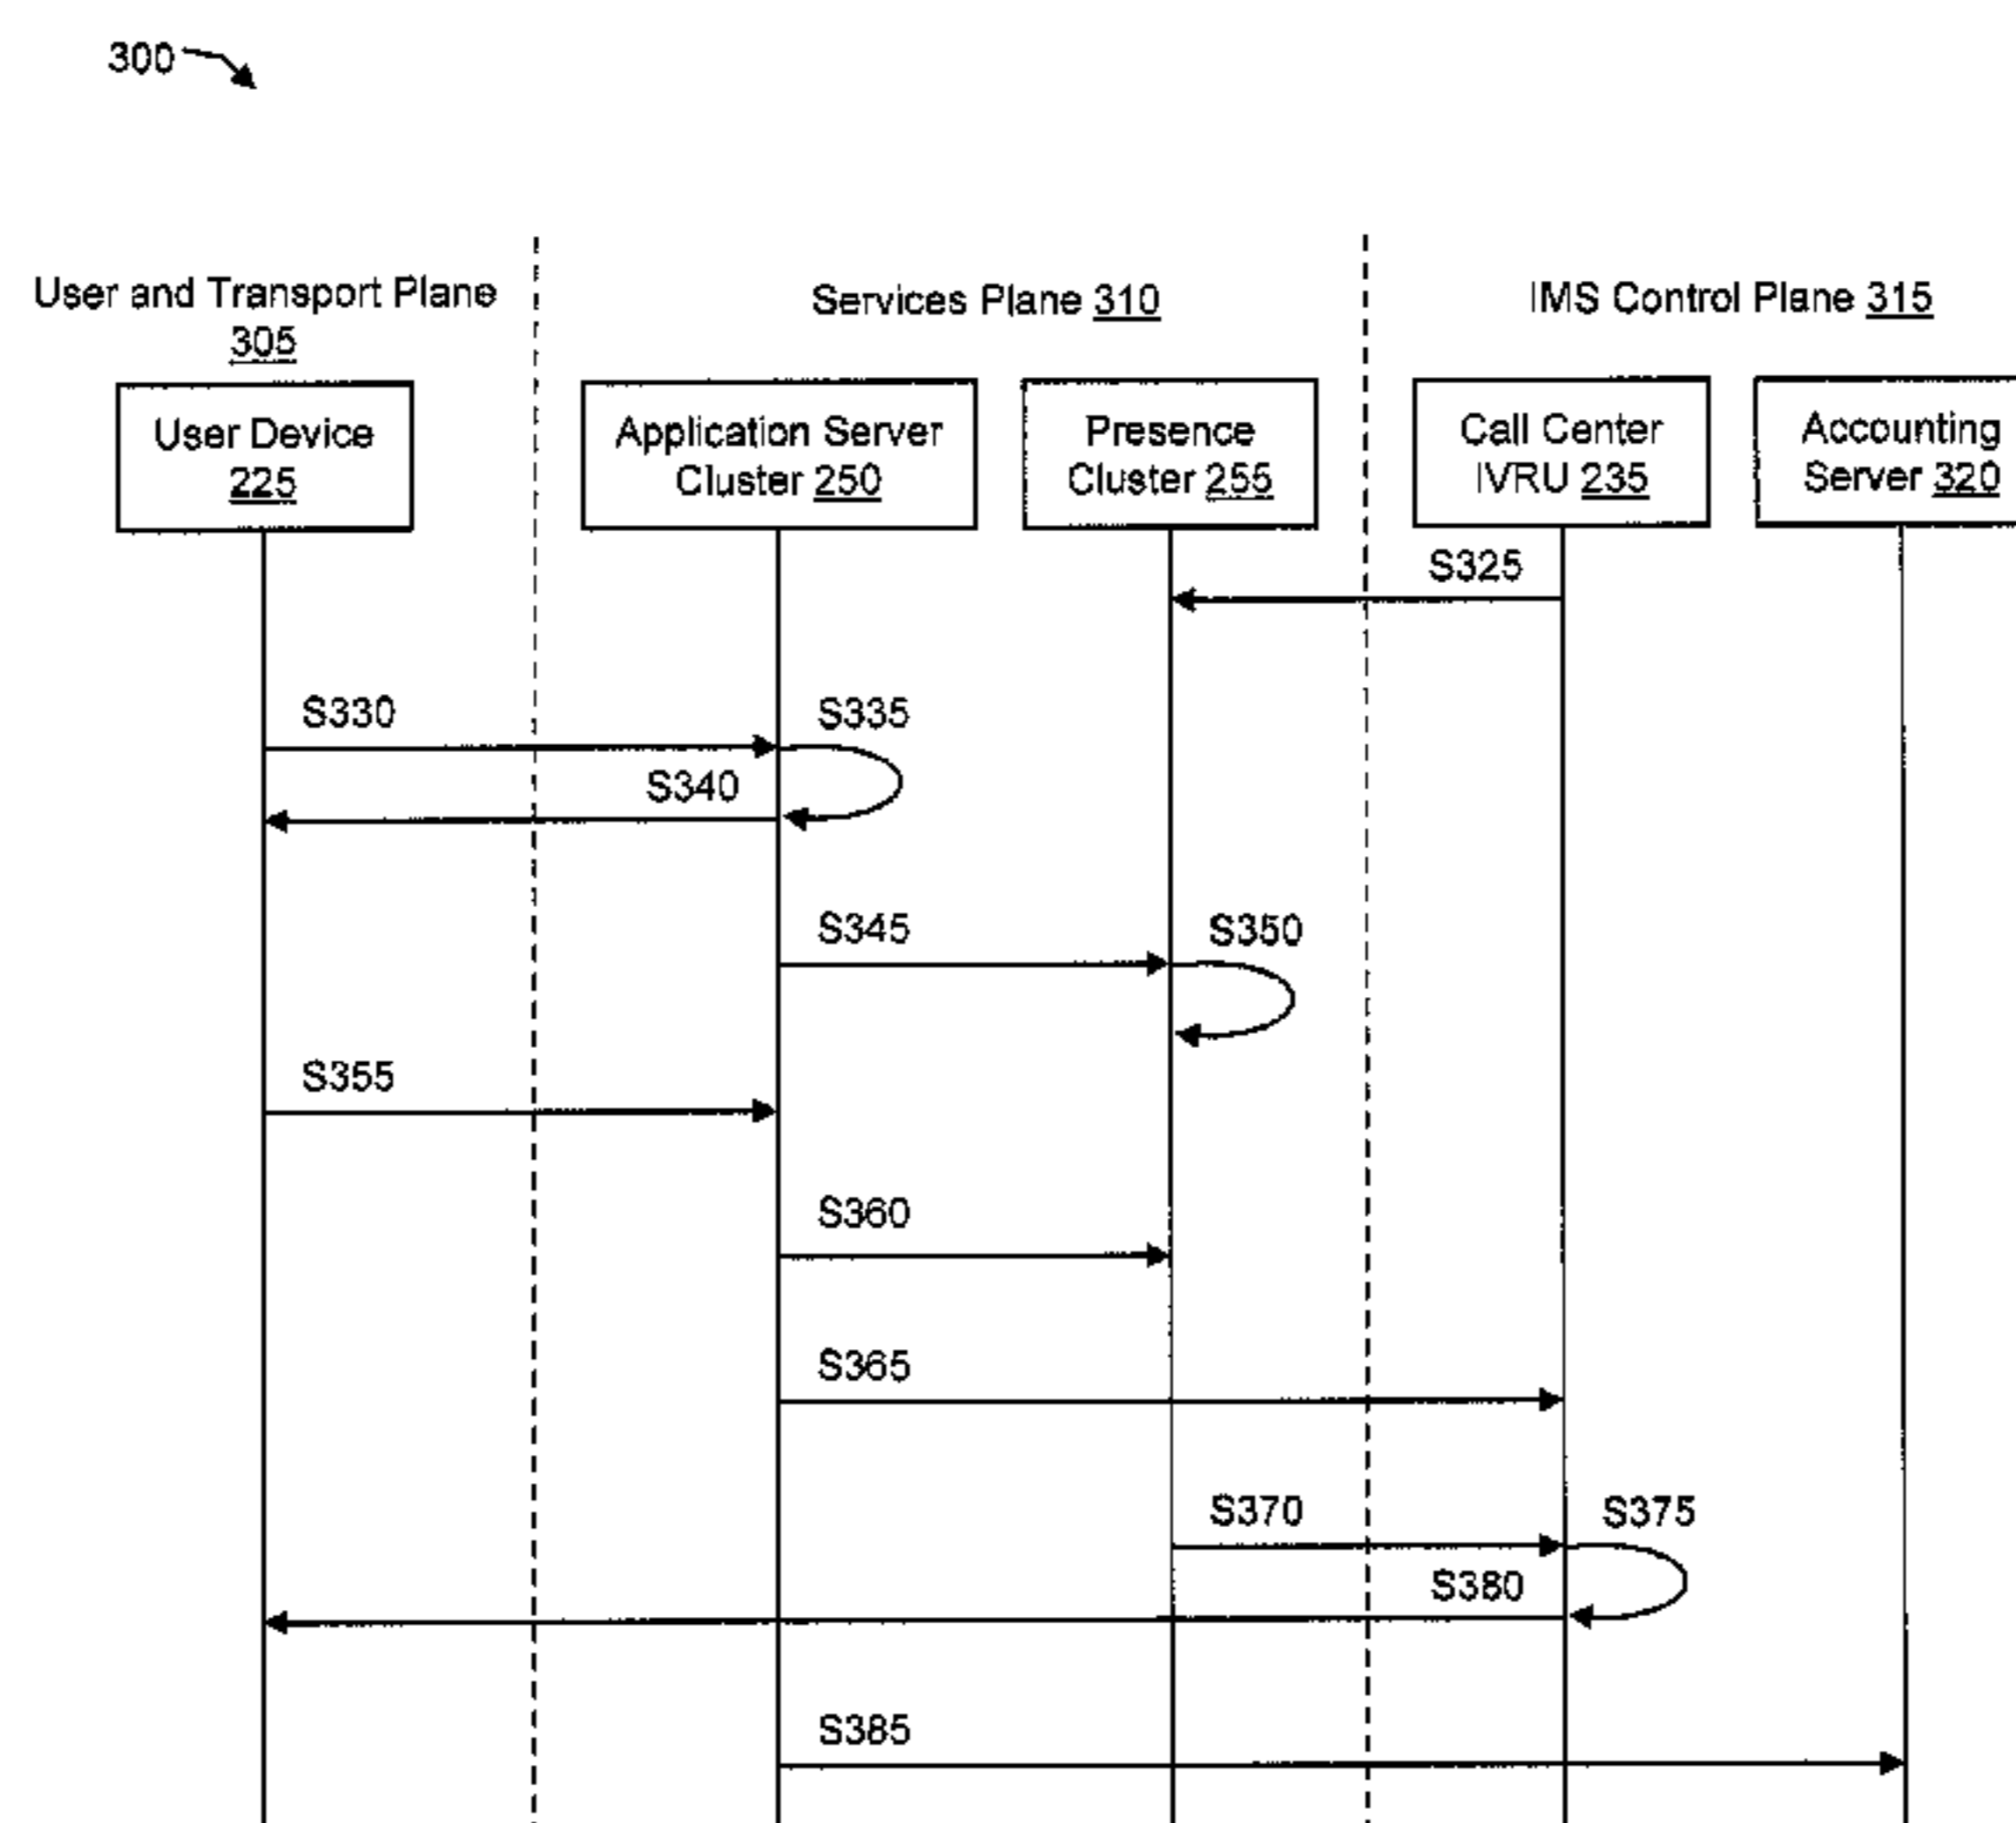 300
User and Transport Plane
305
Services Plane 310
IMS Control Plane 315
User Device
225
Application Server
Cluster 250
Presence
Cluster 255
Call Center
IVRU 235
Accounting
Server 320
S325
S330
S335
S340
S345
S350
S355
S360
S365
S370
S375
S380
S385